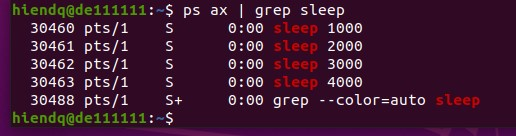 hiendq@de111111:~$ ps ax | grep sleep
30460 pts/1 S 0:00 sleep 1000
30461 pts/1 S 0:00 sleep 2000
30462 pts/1 S 0:00 sleep 3000
30463 pts/1 S 0:00 sleep 4000
30488 pts/1 S+ 0:00 grep --color=auto sleep
hiendq@de111111:~$